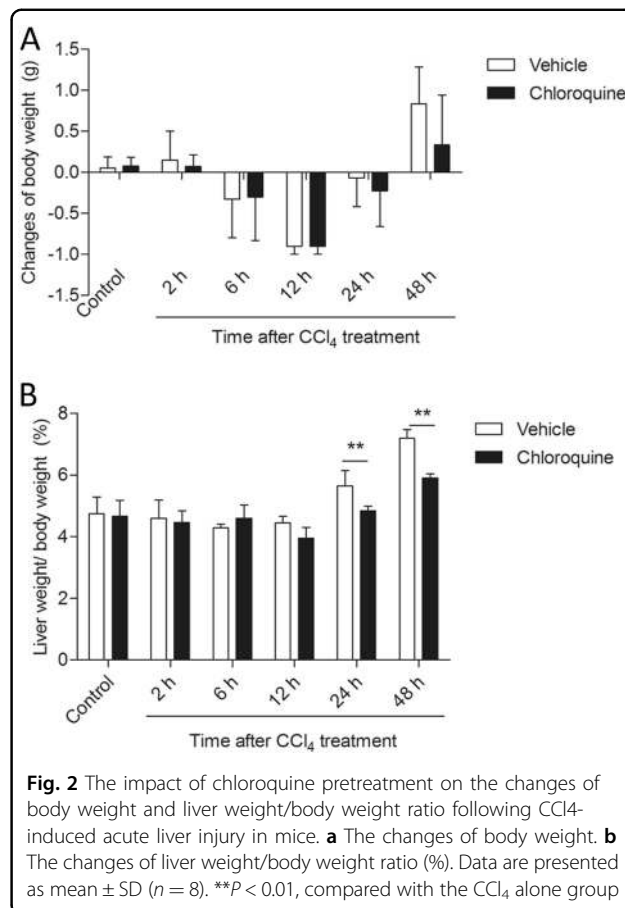 A
Changes of body weight (g)
1.5
1.0
0.5
0.0
-0.5
-1.0
-1.5
Vehicle
Chloroquine
Control
2 h
6 h
12 h
24 h
48 h
Time after CCl₄ treatment
B
Liver weight/ body weight (%)
8
6
4
2
0
**
**
Vehicle
Chloroquine
Control
2 h
6 h
12 h
24 h
48 h
Time after CCl₄ treatment
Fig. 2 The impact of chloroquine pretreatment on the changes of
body weight and liver weight/body weight ratio following CCl4-
induced acute liver injury in mice. a The changes of body weight. b
The changes of liver weight/body weight ratio (%). Data are presented
as mean ± SD (n = 8). **P < 0.01, compared with the CCl₄ alone group